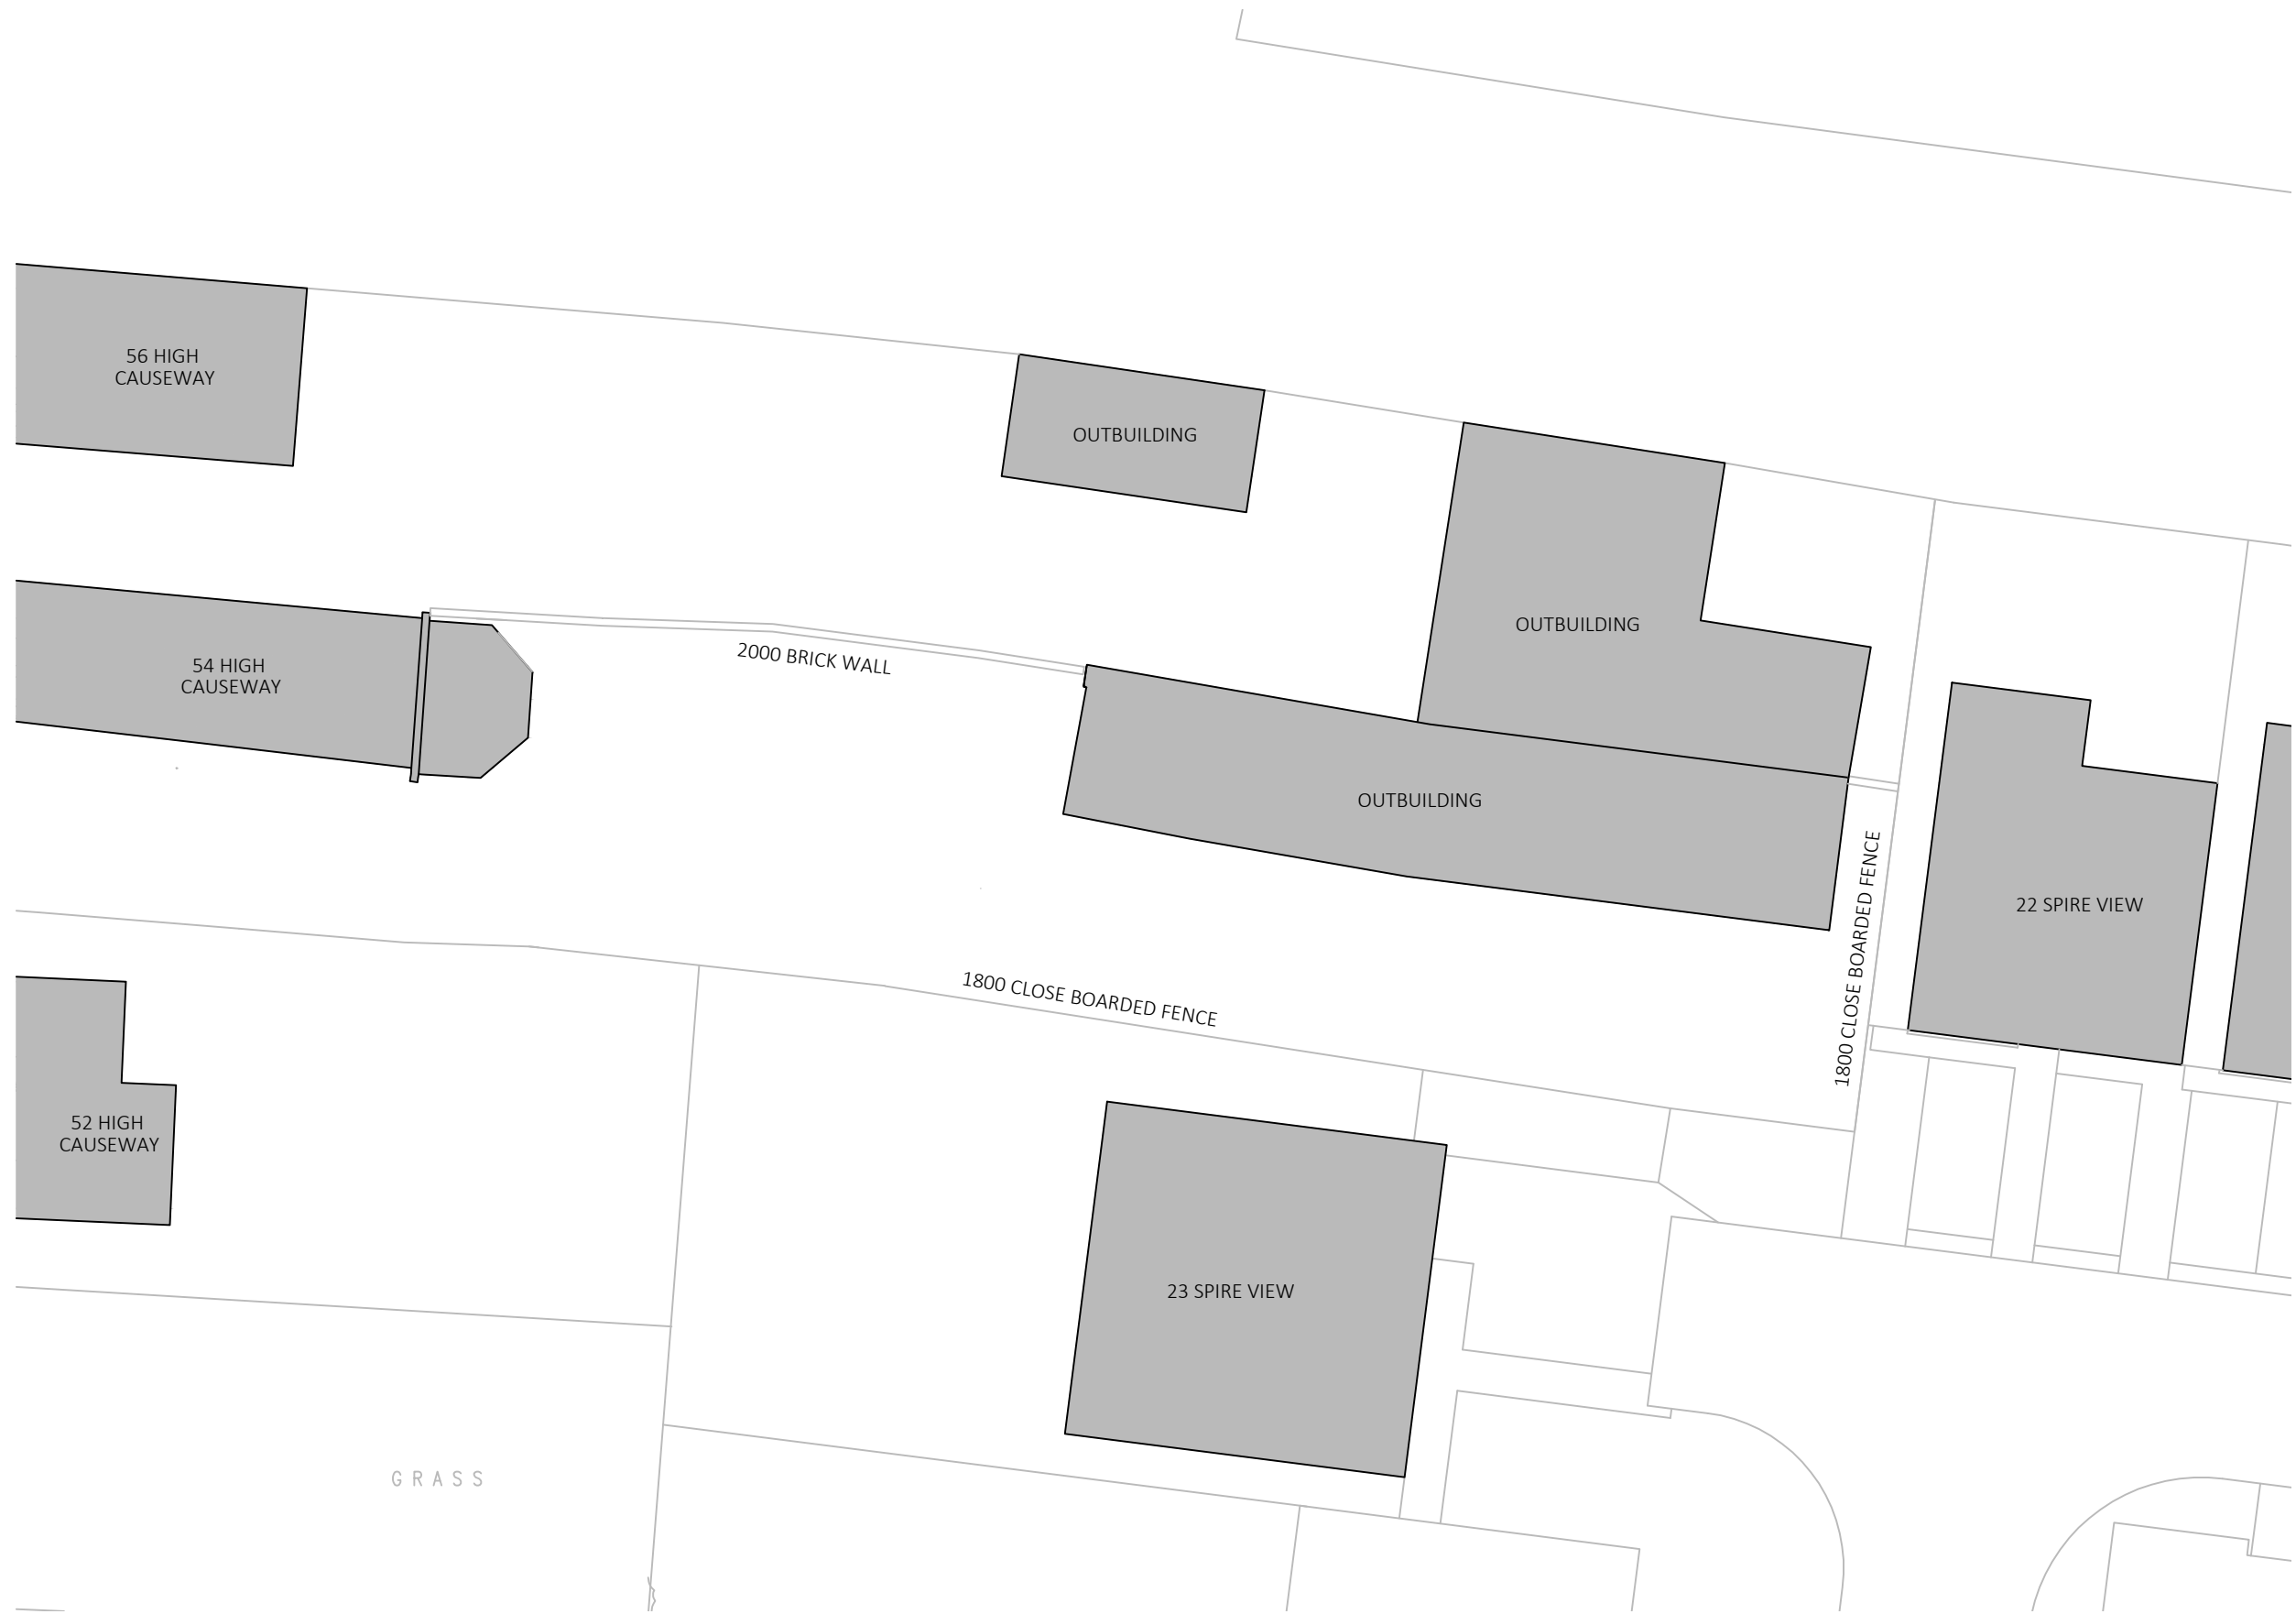 56 HIGH
CAUSEWAY
OUTBUILDING
OUTBUILDING
54 HIGH
CAUSEWAY
2000 BRICK WALL
OUTBUILDING
1800 CLOSE BOARDED FENCE
22 SPIRE VIEW
1800 CLOSE BOARDED FENCE
52 HIGH
CAUSEWAY
23 SPIRE VIEW
GRASS